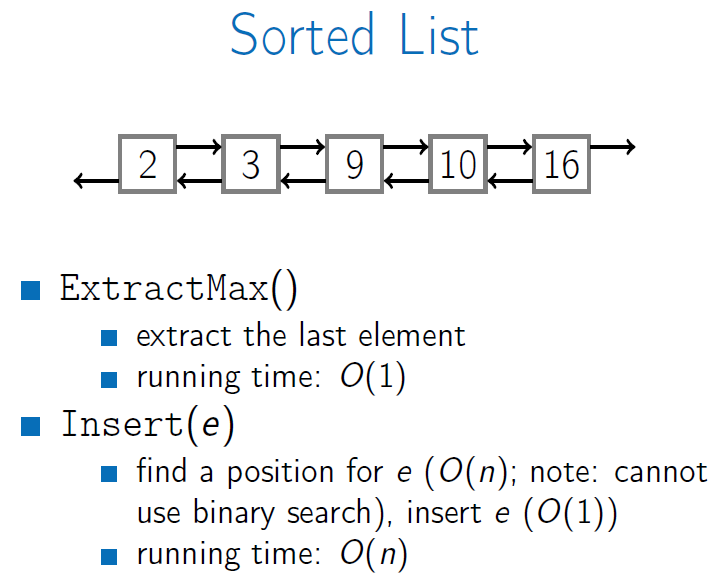 Sorted List
2 3 9 10 16
ExtractMax()
extract the last element
running time: O(1)
Insert(e)
find a position for e (O(n); note: cannot
use binary search), insert e (O(1))
running time: O(n)